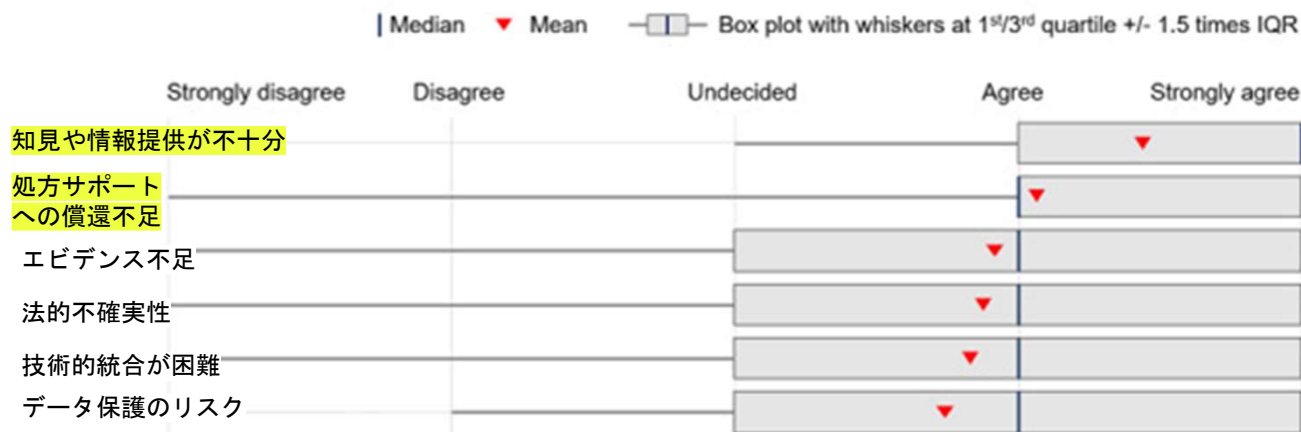 Median Mean Box plot with whiskers at 1st/3rd quartile +/- 1.5 times IQR
Strongly disagree Disagree Undecided Agree Strongly agree
知見や情報提供が不十分
処方サポート
への償還不足
エビデンス不足
法的不確実性
技術的統合が困難
データ保護のリスク